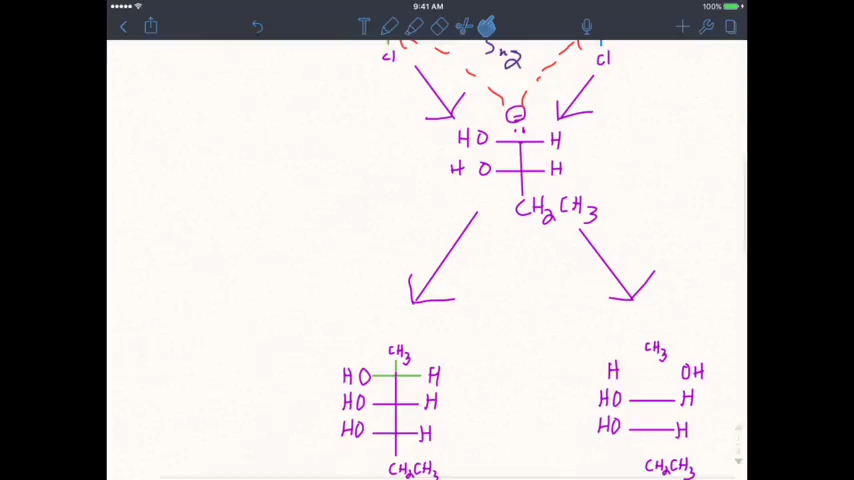 9:41 AM
100%
T
Sn2
Cl
Cl
HO H
HO H
CH2CH3
CH3
HO H
HO H
HO H
CH2CH3
CH3
H OH
HO H
HO H
CH2CH3